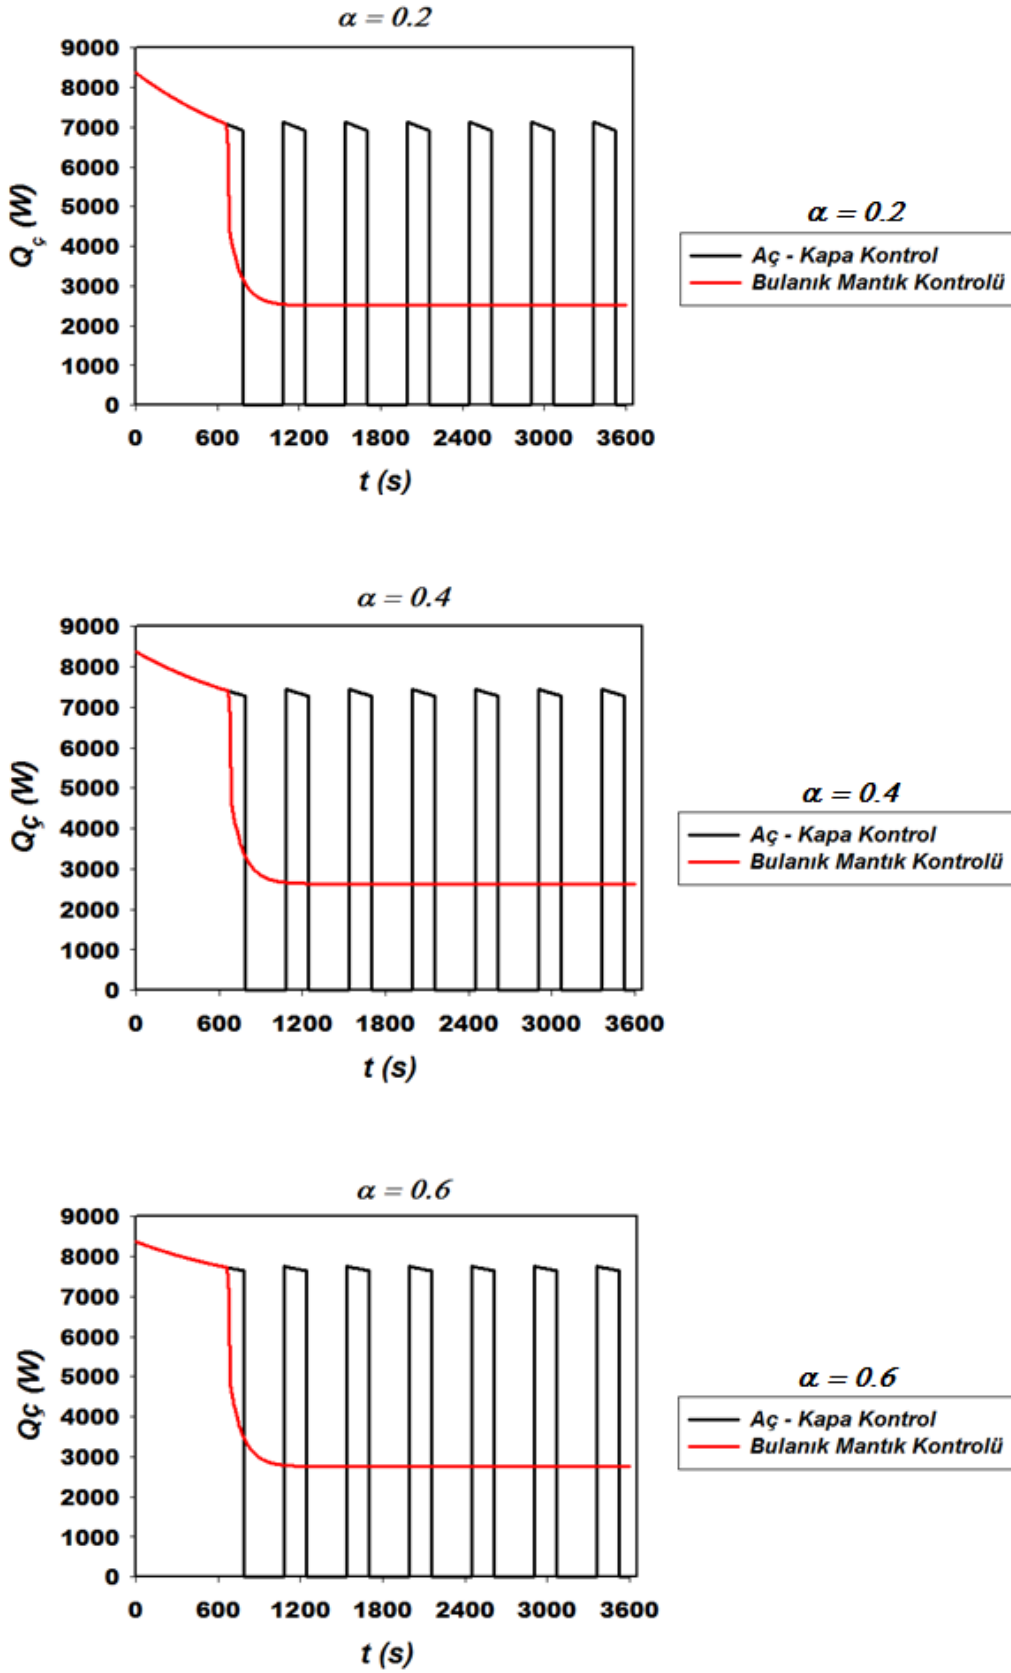 α = 0.2
9000
8000
7000
6000
5000
4000
3000
2000
1000
0
Qç (W)
0 600 1200 1800 2400 3000 3600
t (s)
α = 0.2
Aç - Kapa Kontrol
Bulanık Mantık Kontrolü
α = 0.4
9000
8000
7000
6000
5000
4000
3000
2000
1000
0
Qç (W)
0 600 1200 1800 2400 3000 3600
t (s)
α = 0.4
Aç - Kapa Kontrol
Bulanık Mantık Kontrolü
α = 0.6
9000
8000
7000
6000
5000
4000
3000
2000
1000
0
Qç (W)
0 600 1200 1800 2400 3000 3600
t (s)
α = 0.6
Aç - Kapa Kontrol
Bulanık Mantık Kontrolü